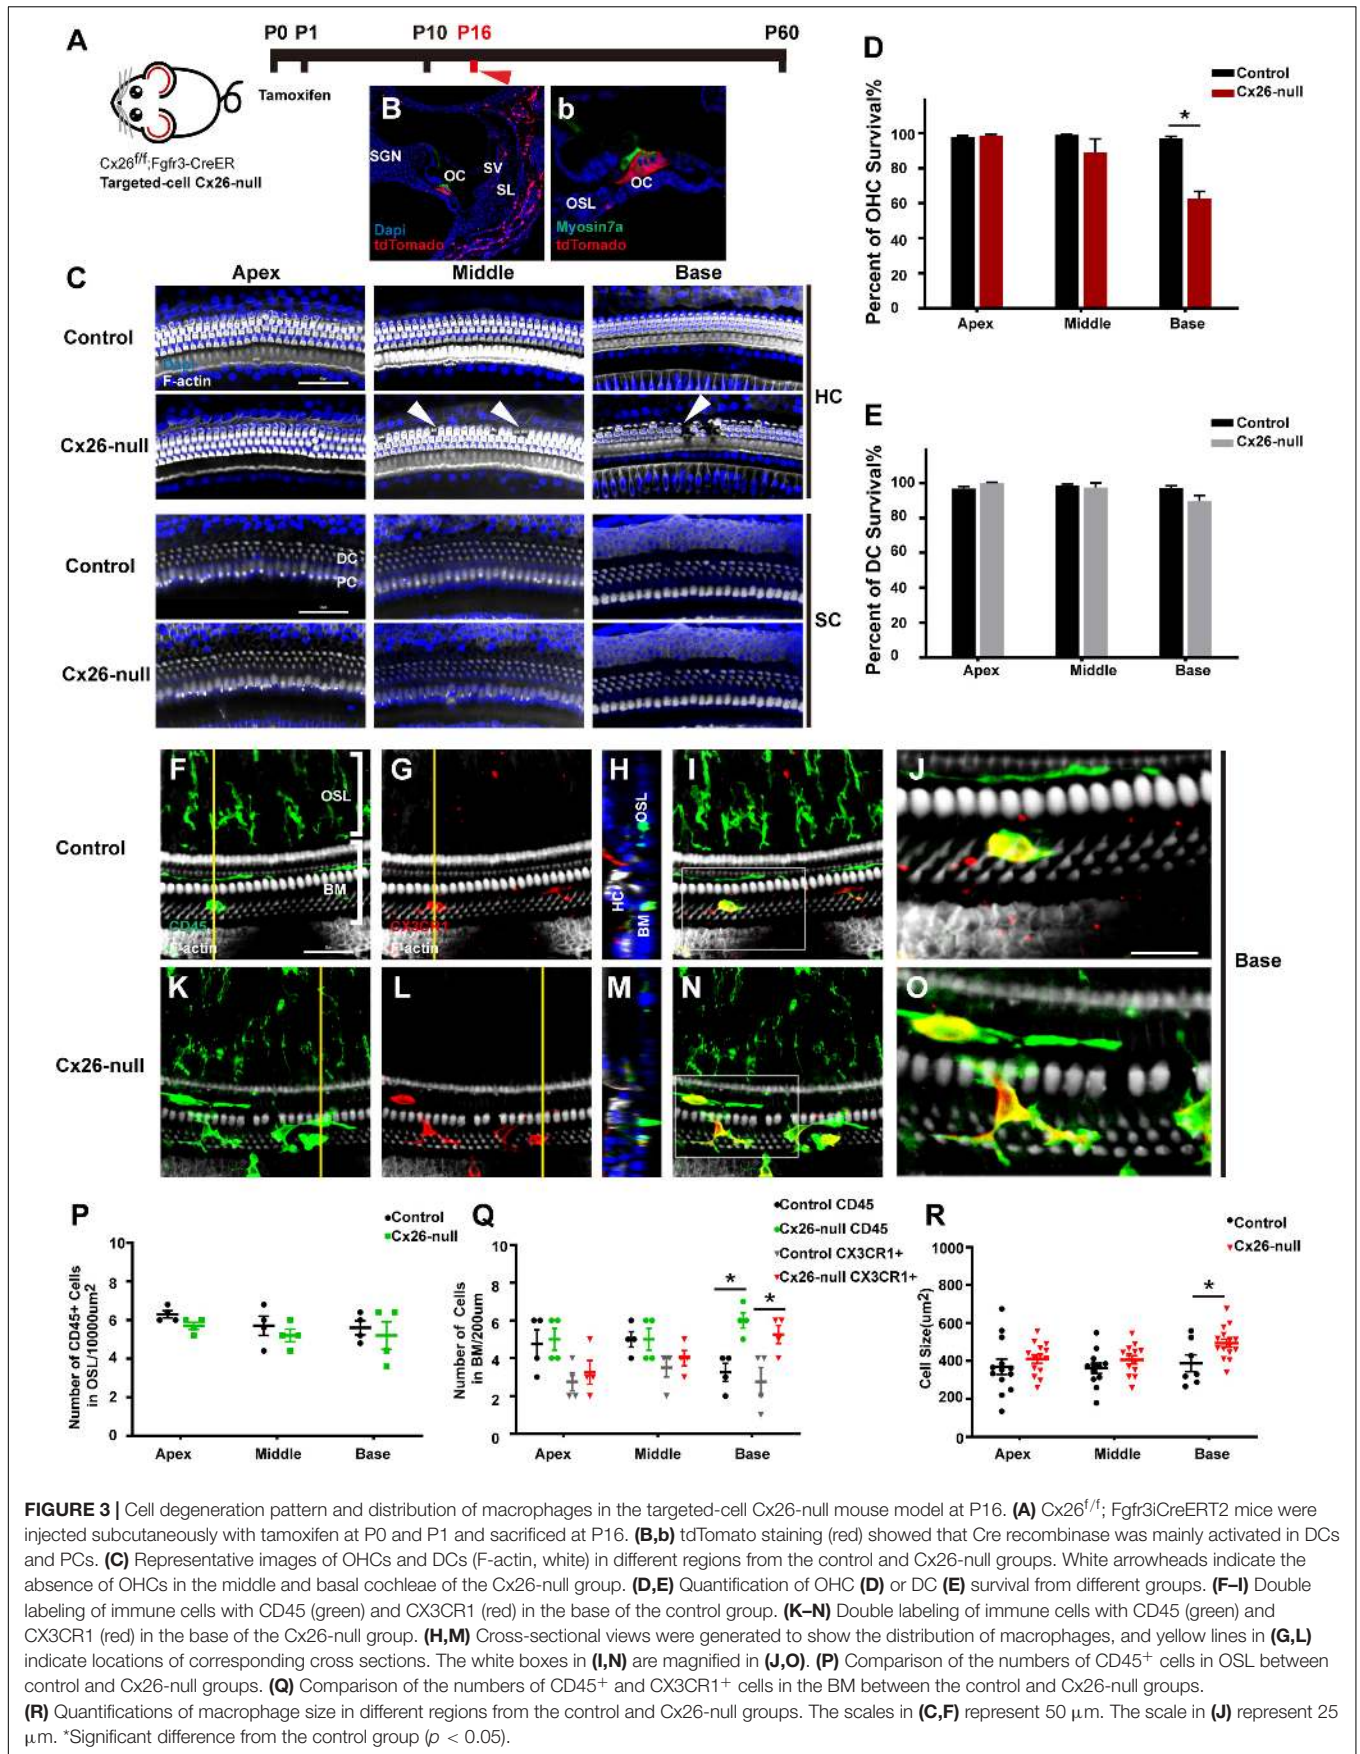 A
P0 P1 P10 P16 P60
Tamoxifen
Cx26f/f;Fgfr3-CreER
Targeted-cell Cx26-null
B
SGN
OC
SV
SL
Dapi
tdTomado
b
OC
OSL
Myosin7a
tdTomado
D
Control
Cx26-null
*
Percent of OHC Survival%
100
80
60
40
20
0
Apex Middle Base
C
Apex Middle Base
Control
Dapi
F-actin
Cx26-null
HC
Control
DC
PC
Cx26-null
SC
E
Control
Cx26-null
Percent of DC Survival%
100
80
60
40
20
0
Apex Middle Base
F
OSL
BM
CD45
F-actin
G
CX3CR1
F-actin
H
OSL
HC
BM
I
J
Control
K
L
M
N
O
Cx26-null
Base
P
Control
Cx26-null
Number of CD45+ Cells
in OSL/10000um2
10
8
6
4
2
0
Apex Middle Base
Q
Control CD45
Cx26-null CD45
Control CX3CR1+
Cx26-null CX3CR1+
* *
Number of Cells
in BM/200um
10
8
6
4
2
0
Apex Middle Base
R
Control
Cx26-null
*
Cell Size(um2)
1000
800
600
400
200
0
Apex Middle Base
FIGURE 3 | Cell degeneration pattern and distribution of macrophages in the targeted-cell Cx26-null mouse model at P16. (A) Cx26f/f; Fgfr3iCreERT2 mice were
injected subcutaneously with tamoxifen at P0 and P1 and sacrificed at P16. (B,b) tdTomato staining (red) showed that Cre recombinase was mainly activated in DCs
and PCs. (C) Representative images of OHCs and DCs (F-actin, white) in different regions from the control and Cx26-null groups. White arrowheads indicate the
absence of OHCs in the middle and basal cochleae of the Cx26-null group. (D,E) Quantification of OHC (D) or DC (E) survival from different groups. (F–I) Double
labeling of immune cells with CD45 (green) and CX3CR1 (red) in the base of the control group. (K–N) Double labeling of immune cells with CD45 (green) and
CX3CR1 (red) in the base of the Cx26-null group. (H,M) Cross-sectional views were generated to show the distribution of macrophages, and yellow lines in (G,L)
indicate locations of corresponding cross sections. The white boxes in (I,N) are magnified in (J,O). (P) Comparison of the numbers of CD45+ cells in OSL between
control and Cx26-null groups. (Q) Comparison of the numbers of CD45+ and CX3CR1+ cells in the BM between the control and Cx26-null groups.
(R) Quantifications of macrophage size in different regions from the control and Cx26-null groups. The scales in (C,F) represent 50 μm. The scale in (J) represent 25
μm. *Significant difference from the control group (p < 0.05).